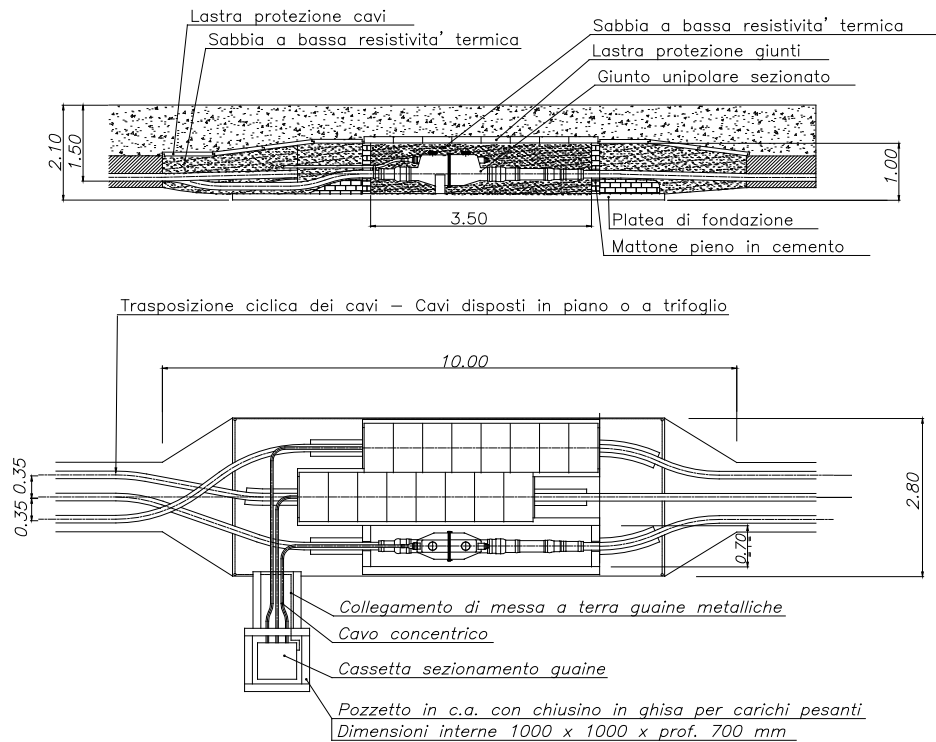 Lastra protezione cavi
Sabbia a bassa resistivita' termica
Sabbia a bassa resistivita' termica
Lastra protezione giunti
Giunto unipolare sezionato
2.10
1.50
1.00
3.50
Platea di fondazione
Mattone pieno in cemento
Trasposizione ciclica dei cavi – Cavi disposti in piano o a trifoglio
10.00
0.35
0.35
2.80
0.70
Collegamento di messa a terra guaine metalliche
Cavo concentrico
Cassetta sezionamento guaine
Pozzetto in c.a. con chiusino in ghisa per carichi pesanti
Dimensioni interne 1000 x 1000 x prof. 700 mm